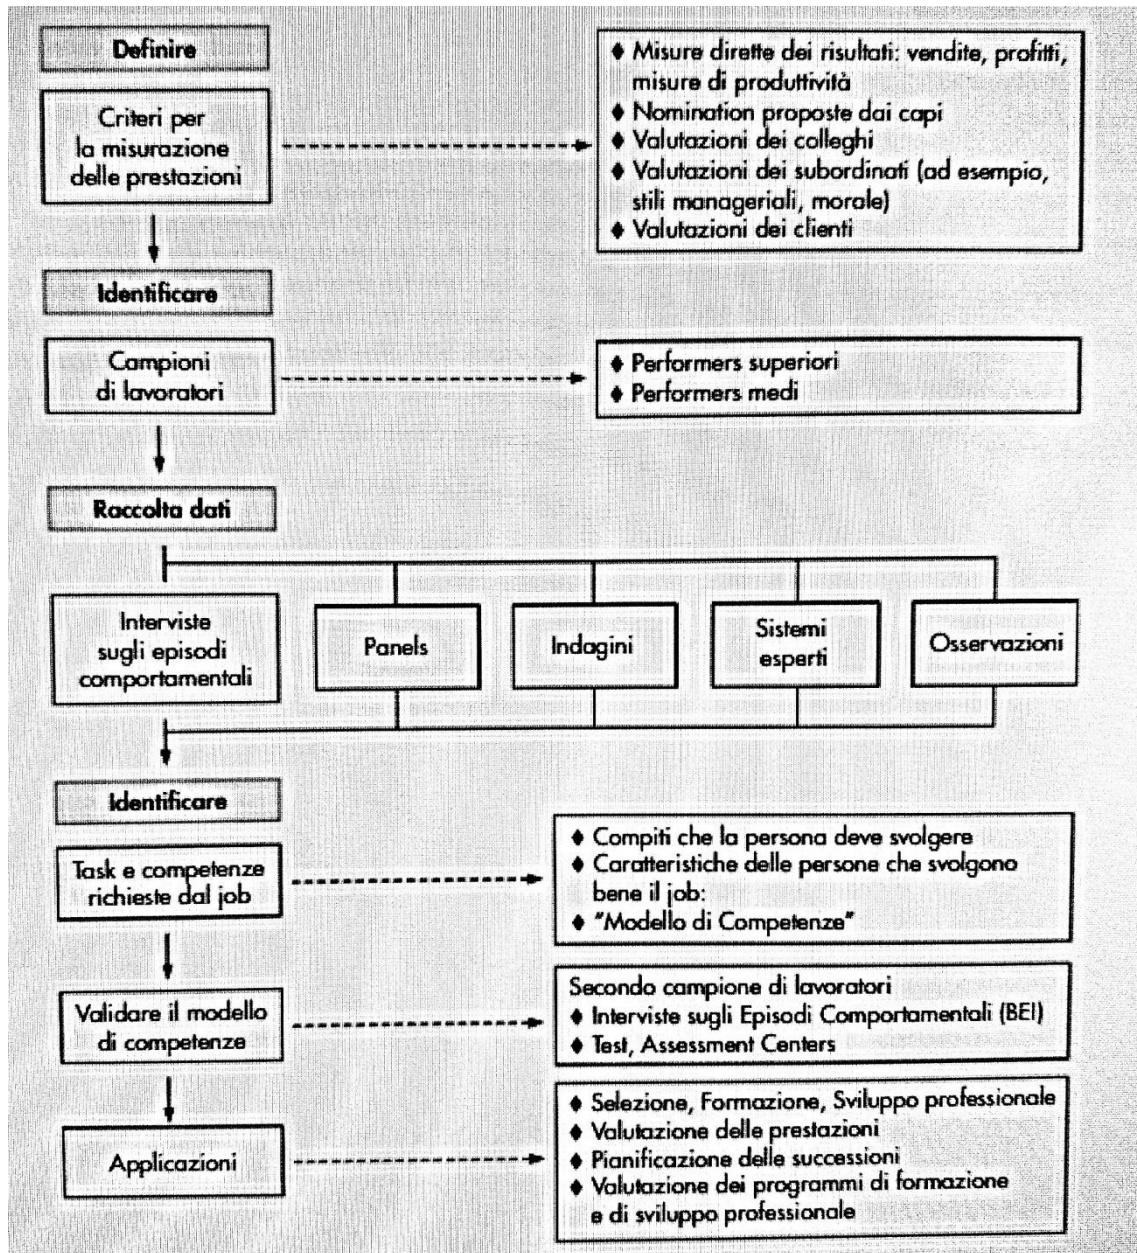 Definire
Criteri per
la misurazione
delle prestazioni
♦ Misure dirette dei risultati: vendite, profitti,
misure di produttività
♦ Nomination proposte dai capi
♦ Valutazioni dei colleghi
♦ Valutazioni dei subordinati (ad esempio,
stili manageriali, morale)
♦ Valutazioni dei clienti
Identificare
Campioni
di lavoratori
♦ Performers superiori
♦ Performers medi
Raccolta dati
Interviste
sugli episodi
comportamentali
Panels
Indagini
Sistemi
esperti
Osservazioni
Identificare
Task e competenze
richieste dal job
♦ Compiti che la persona deve svolgere
♦ Caratteristiche delle persone che svolgono
bene il job:
♦ "Modello di Competenze"
Validare il modello
di competenze
Secondo campione di lavoratori
♦ Interviste sugli Episodi Comportamentali (BEI)
♦ Test, Assessment Centers
Applicazioni
♦ Selezione, Formazione, Sviluppo professionale
♦ Valutazione delle prestazioni
♦ Pianificazione delle successioni
♦ Valutazione dei programmi di formazione
e di sviluppo professionale